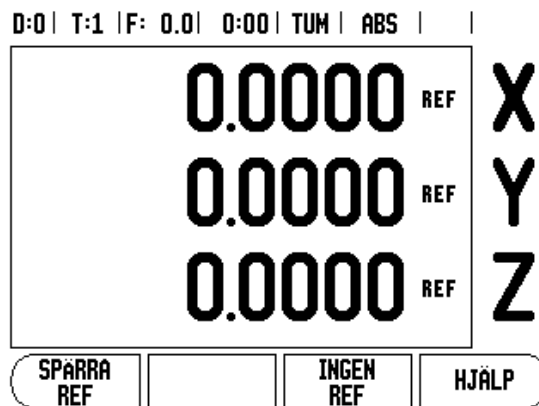 D:0 | T:1 | F: 0.0 | 0:00 | TUM | ABS | |
0.0000 REF X
0.0000 REF Y
0.0000 REF Z
SPÄRRA REF
INGEN REF
HJÄLP